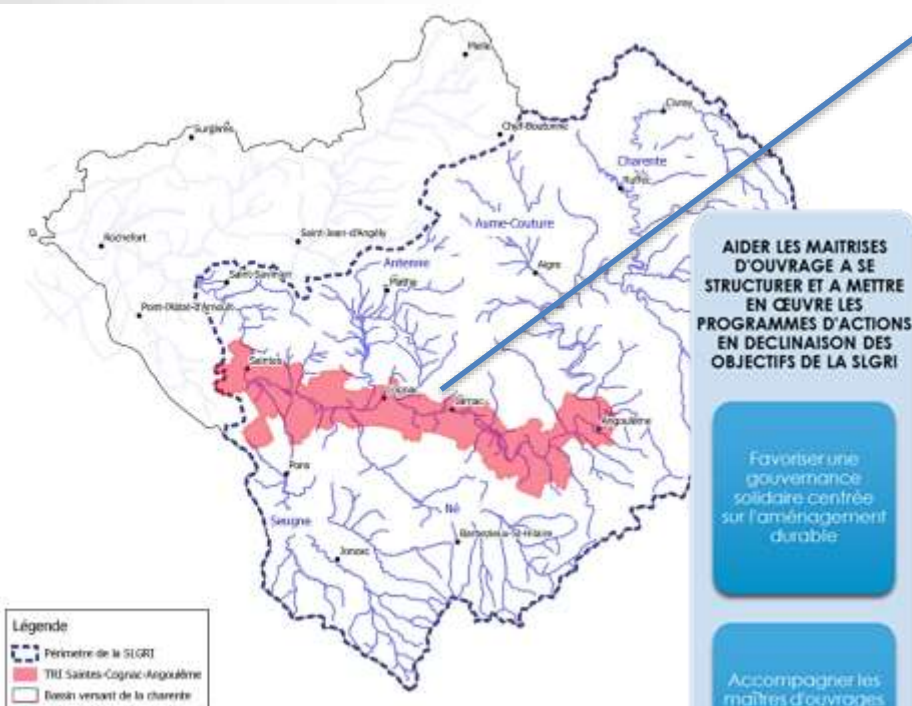 Melle
Civray
Surgères
Chef-Boutonne
Charente
Ruffec
Aume-Couture
Rochefort
Saint-Jean-d'Angély
Antenne
Aigre
Saint-Savinien
Matha
Pont-l'Abbé-d'Arnoult
Saintes
Cognac
Jarnac
Angoulême
Pons
Né
Seugne
Barbezieux-St-Hilaire
Jonzac
Légende
Périmetre de la SLGRI
TRI Saintes-Cognac-Angoulême
Bassin versant de la charente
AIDER LES MAITRISES
D'OUVRAGE A SE
STRUCTURER ET A METTRE
EN ŒUVRE LES
PROGRAMMES D'ACTIONS
EN DECLINAISON DES
OBJECTIFS DE LA SLGRI
Favoriser une
gouvernance
solidaire centrée
sur l'aménagement
durable
Accompagner les
maîtres d'ouvrages